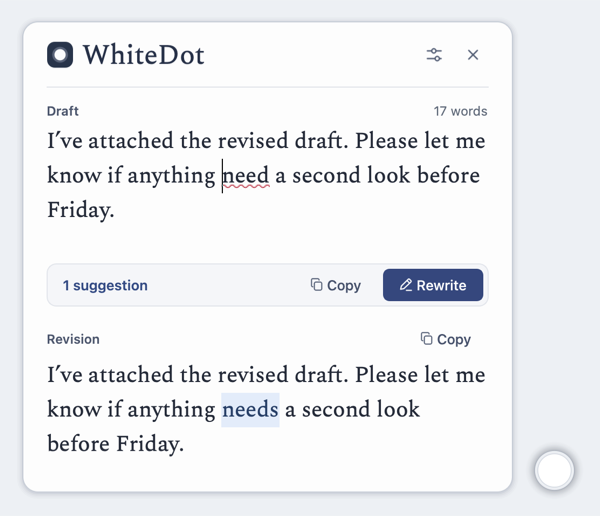 WhiteDot
Draft
17 words
I've attached the revised draft. Please let me
know if anything need a second look before
Friday.
1 suggestion
Copy
Rewrite
Revision
Copy
I've attached the revised draft. Please let me
know if anything needs a second look
before Friday.